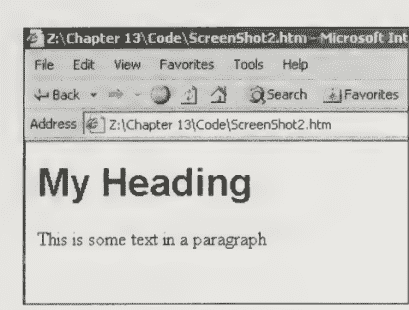 Z:\Chapter 13\Code\ScreenShot2.htm - Microsoft Int
File Edit View Favorites Tools Help
Back Search Favorites
Address Z:\Chapter 13\Code\ScreenShot2.htm
My Heading
This is some text in a paragraph